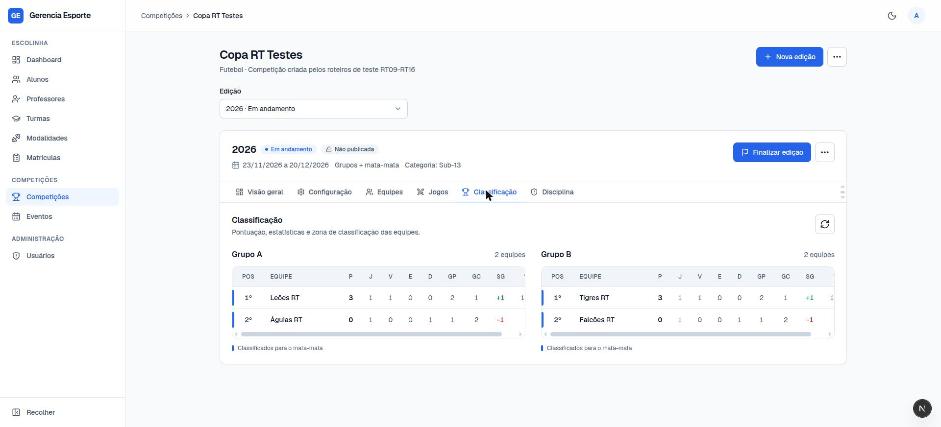 GE Gerencia Esporte
Competições > Copa RT Testes
A
ESCOLINHA
Dashboard
Alunos
Professores
Turmas
Modalidades
Matrículas
COMPETIÇÕES
Competições
Eventos
ADMINISTRAÇÃO
Usuários
Recolher
Copa RT Testes
Futebol · Competição criada pelos roteiros de teste RT09-RT16
Nova edição
Edição
2026 · Em andamento
2026 Em andamento Não publicada
23/11/2026 a 20/12/2026 · Grupos + mata-mata · Categoria: Sub-13
Finalizar edição
Visão geral Configuração Equipes Jogos Classificação Disciplina
Classificação
Pontuação, estatísticas e zona de classificação das equipes.
Grupo A 2 equipes
POS EQUIPE P J V E D GP GC SG
1º Leões RT 3 1 1 0 0 2 1 +1 1
2º Águias RT 0 1 0 0 1 1 2 -1
Classificados para o mata-mata
Grupo B 2 equipes
POS EQUIPE P J V E D GP GC SG
1º Tigres RT 3 1 1 0 0 2 1 +1 1
2º Falcões RT 0 1 0 0 1 1 2 -1
Classificados para o mata-mata
N